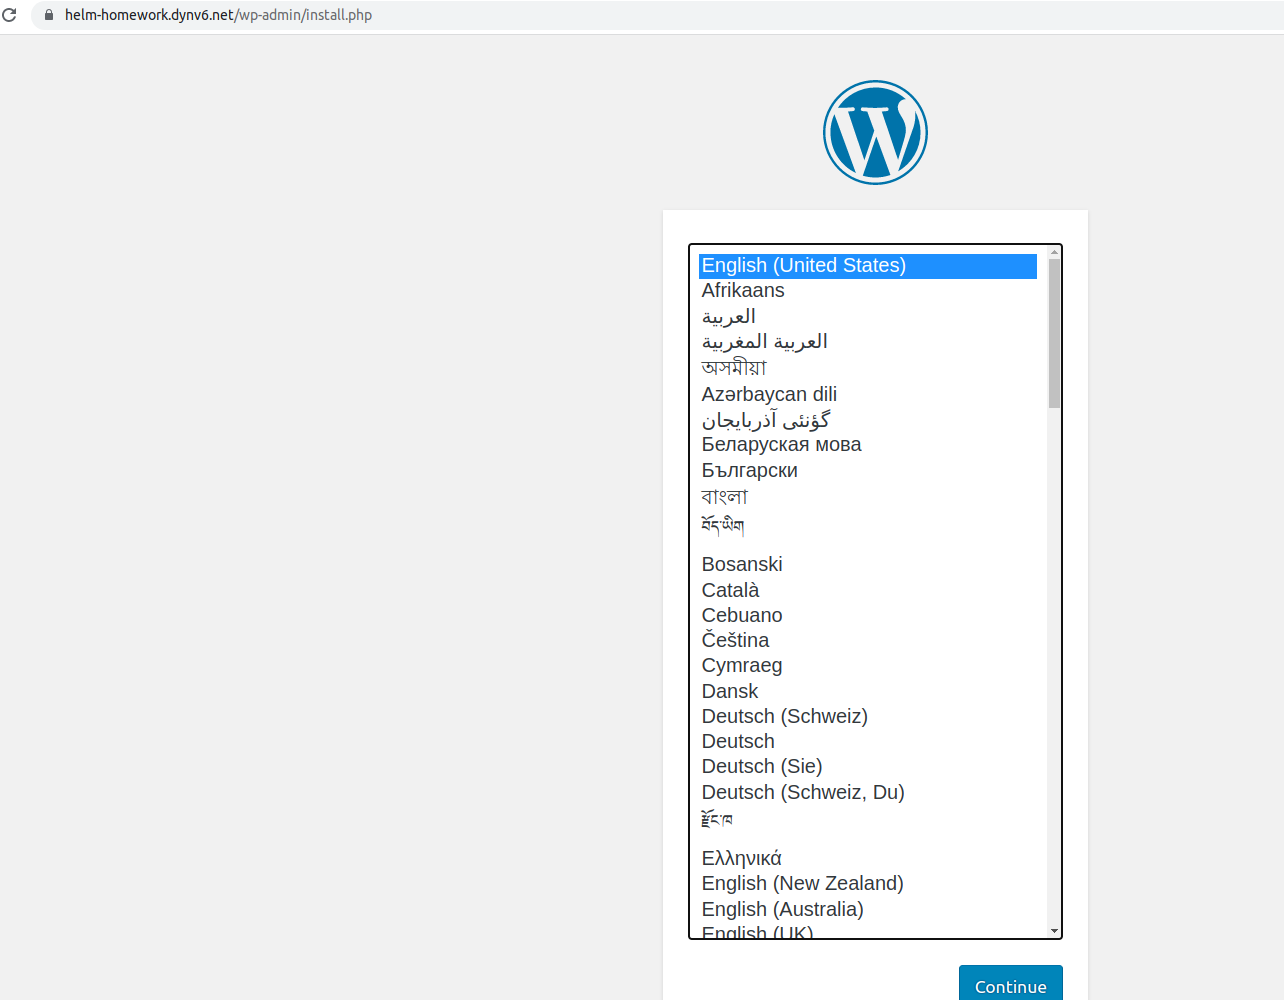 helm-homework.dynv6.net/wp-admin/install.php
English (United States)
Afrikaans
العربية
العربية المغربية
অসমীয়া
Azərbaycan dili
گؤنئی آذربایجان
Беларуская мова
Български
বাংলা
བོད་ཡིག
Bosanski
Català
Cebuano
Čeština
Cymraeg
Dansk
Deutsch (Schweiz)
Deutsch
Deutsch (Sie)
Deutsch (Schweiz, Du)
རྫོང་ཁ
Ελληνικά
English (New Zealand)
English (Australia)
English (UK)
Continue